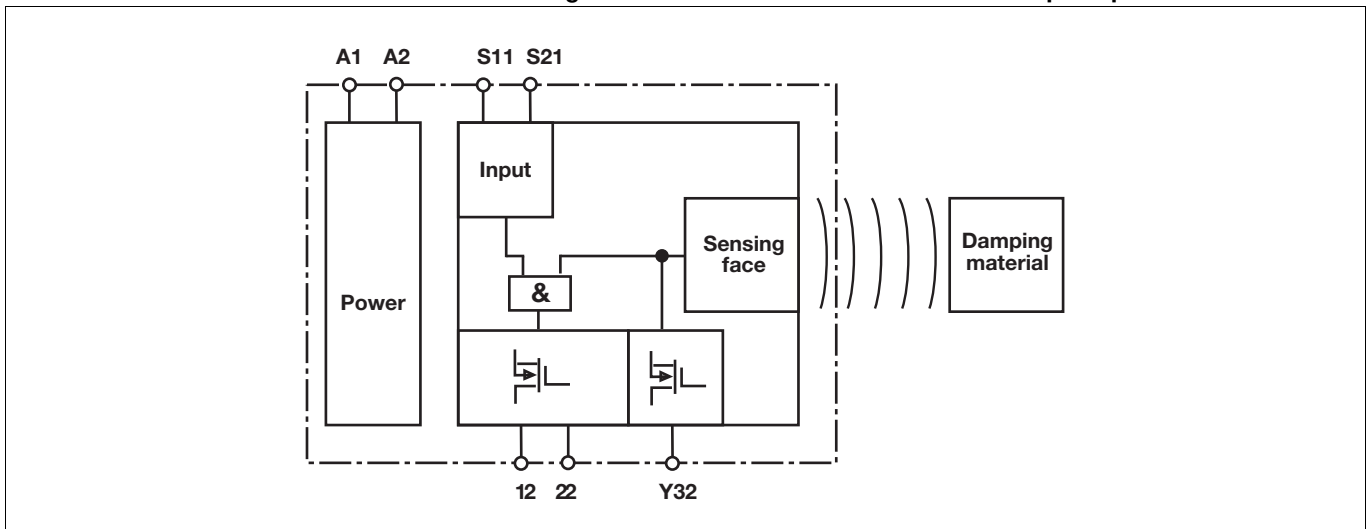 A1 A2 S11 S21
Input
Sensing
face
Damping
material
&
Power
12 22 Y32